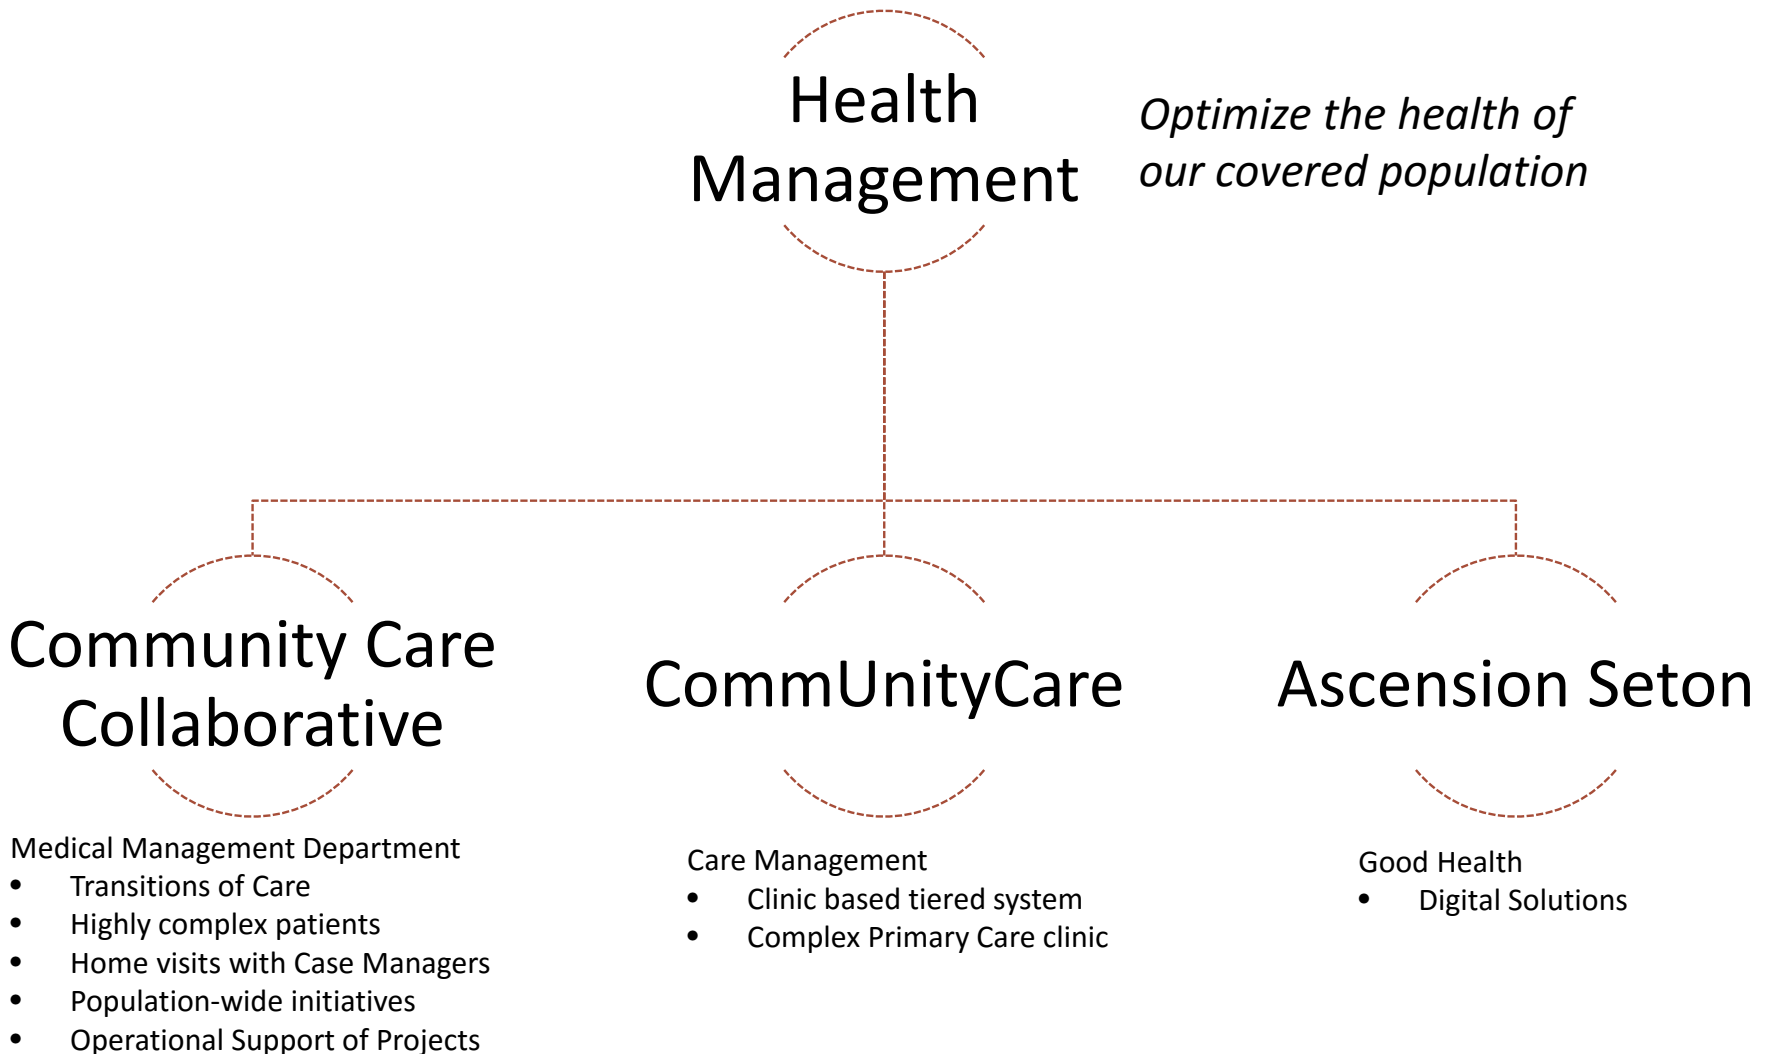 Health
Management
Optimize the health of
our covered population
Community Care
Collaborative
CommUnityCare
Ascension Seton
Medical Management Department
• Transitions of Care
• Highly complex patients
• Home visits with Case Managers
• Population-wide initiatives
• Operational Support of Projects
Care Management
• Clinic based tiered system
• Complex Primary Care clinic
Good Health
• Digital Solutions